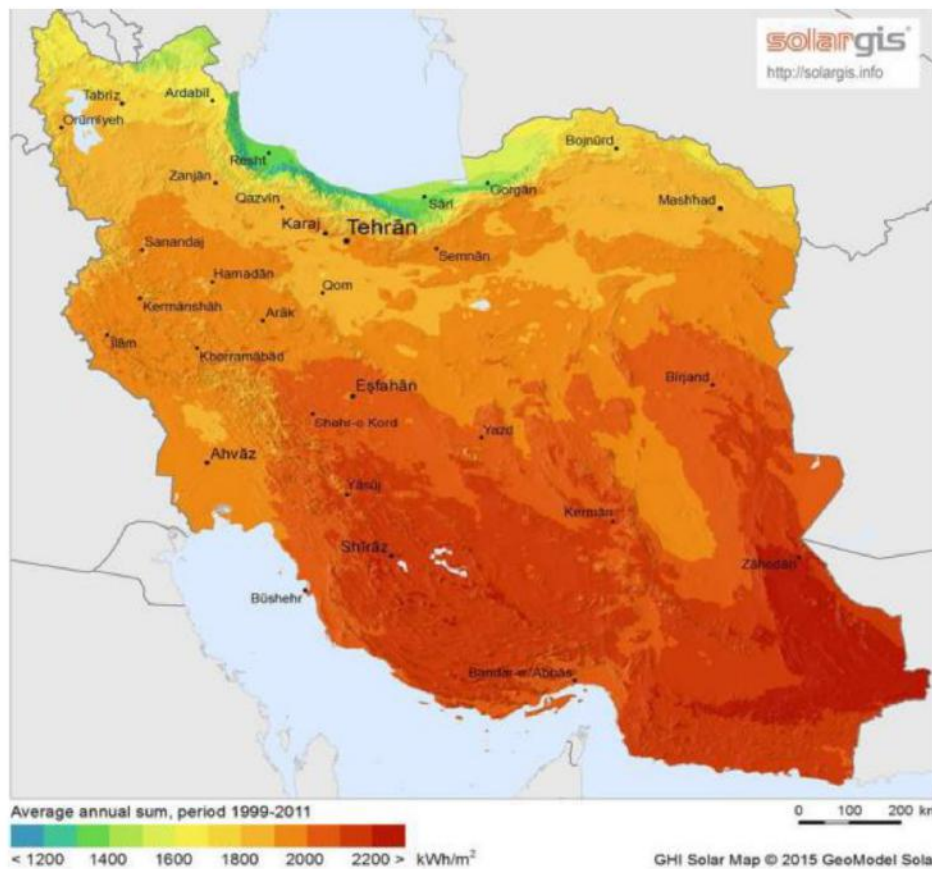 solargis
http://solargis.info
Tabrīz
Ardabīl
Orūmīyeh
Rasht
Bojnūrd
Zanjān
Gorgān
Sārī
Qazvīn
Mashhad
Karaj
Tehrān
Sanandaj
Semnān
Hamadān
Qom
Kermānshāh
Arāk
Īlām
Khorramābād
Bīrjand
Eşfahān
Shahr-e Kord
Yazd
Ahvāz
Yāsūj
Kermān
Shīrāz
Zāhedān
Būshehr
Bandar-e/Abbās
Average annual sum, period 1999-2011
0 100 200 km
< 1200 1400 1600 1800 2000 2200 > kWh/m²
GHI Solar Map © 2015 GeoModel Sola